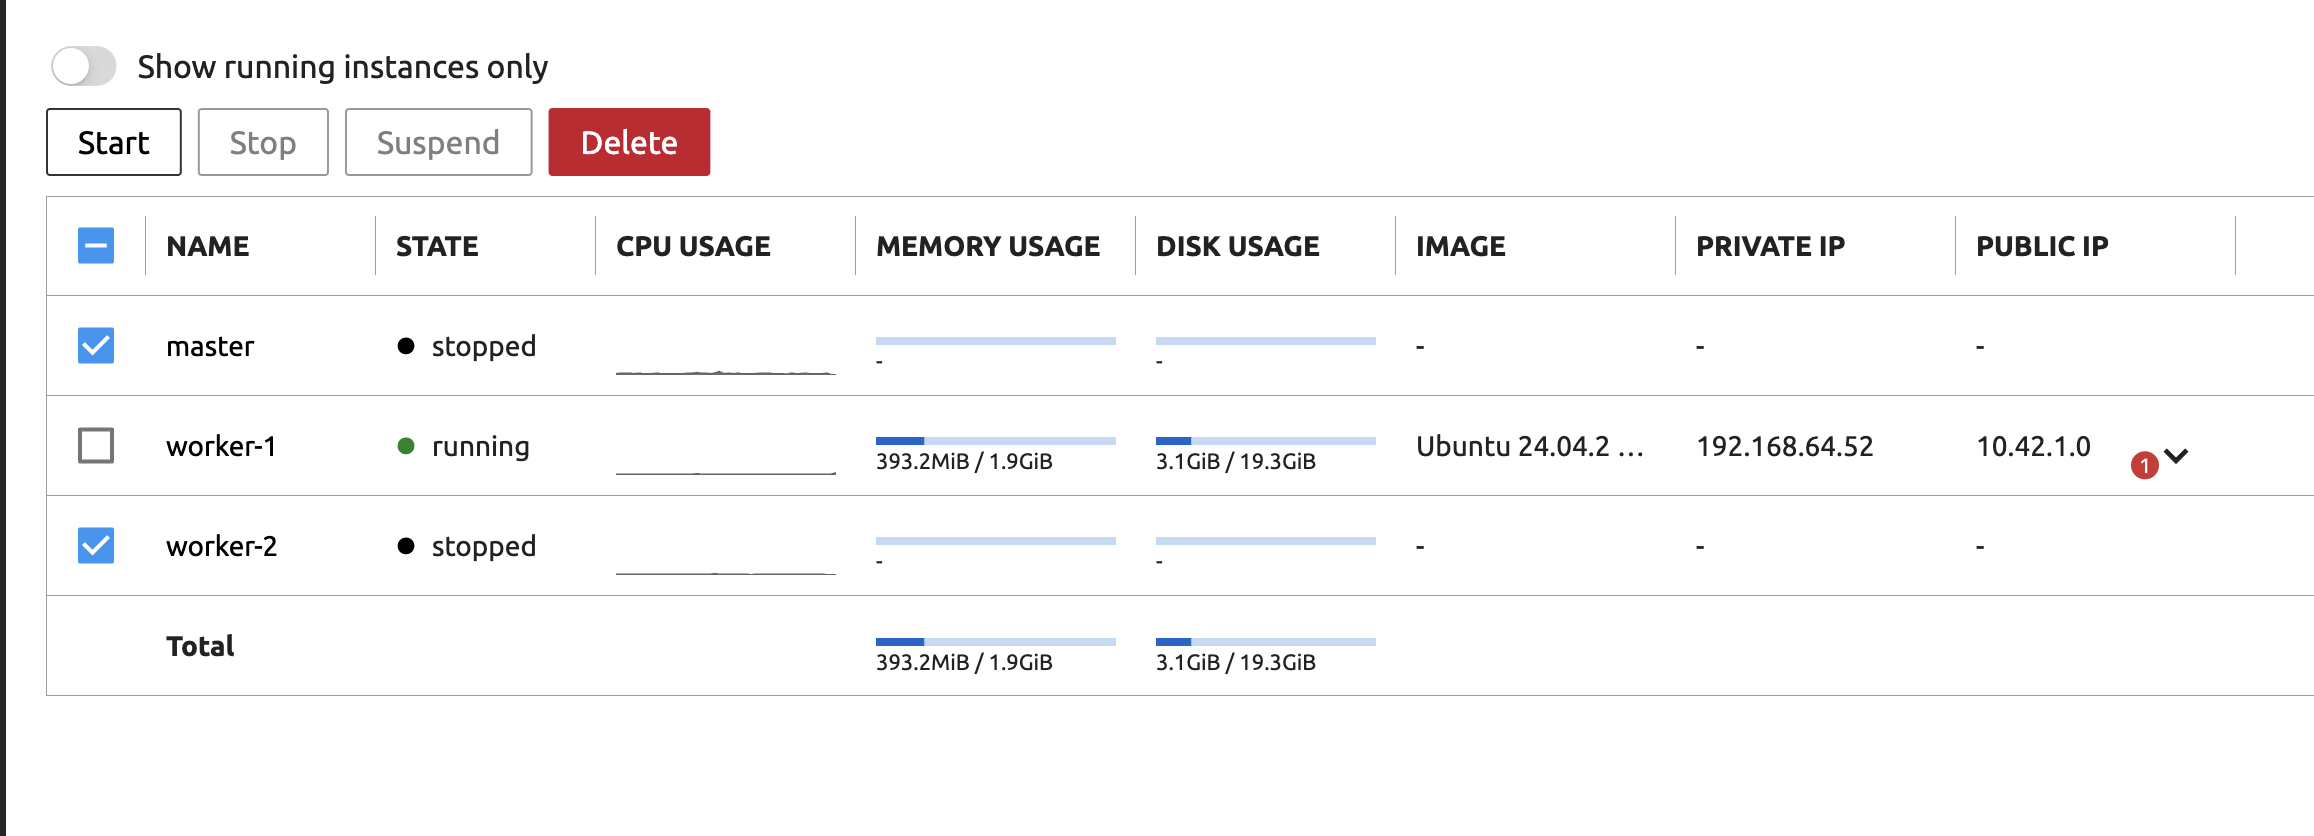 Show running instances only
Start Stop Suspend Delete
NAME STATE CPU USAGE MEMORY USAGE DISK USAGE IMAGE PRIVATE IP PUBLIC IP
master stopped - - - - -
worker-1 running 393.2MiB / 1.9GiB 3.1GiB / 19.3GiB Ubuntu 24.04.2 ... 192.168.64.52 10.42.1.0 1
worker-2 stopped - - - - -
Total 393.2MiB / 1.9GiB 3.1GiB / 19.3GiB